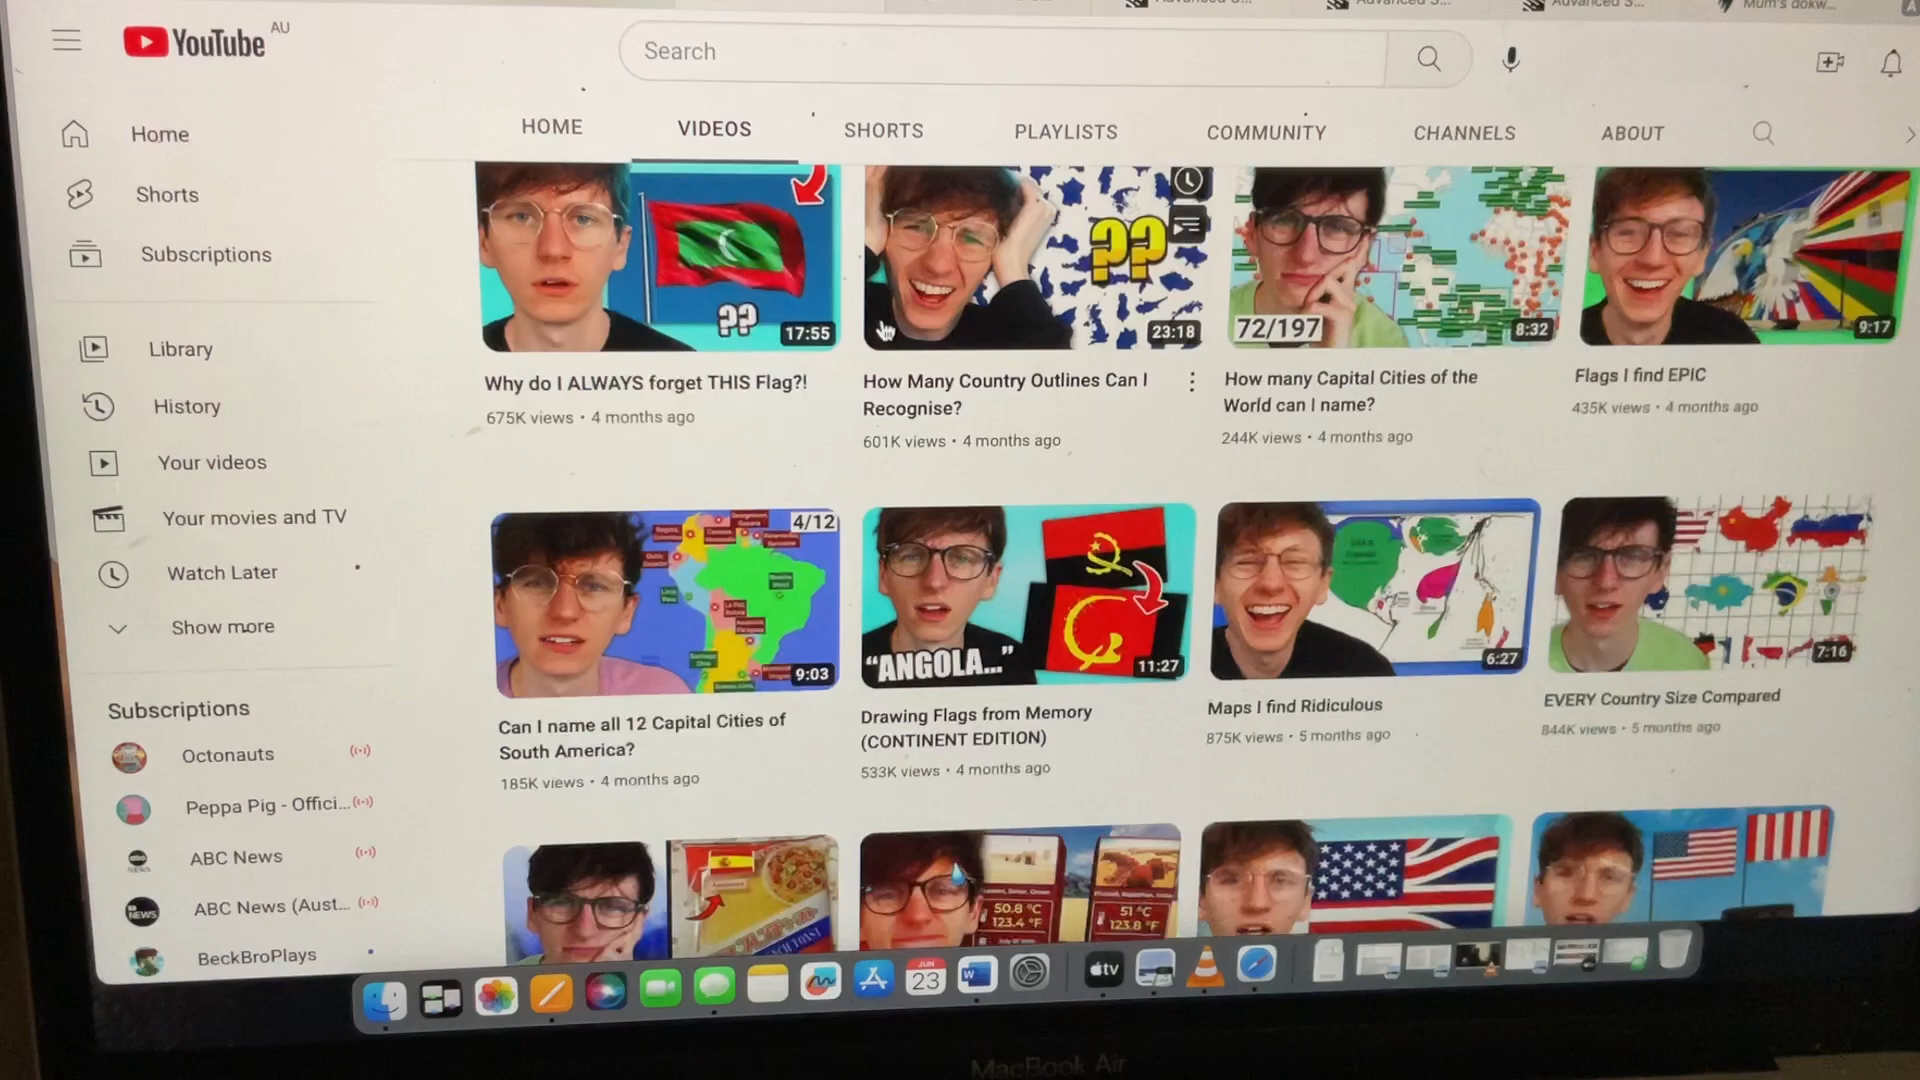 YouTube AU
Search
Home
Shorts
Subscriptions
Library
History
Your videos
Your movies and TV
Watch Later
Show more
Subscriptions
Octonauts
Peppa Pig - Offici...
ABC News
ABC News (Aust...
BeckBroPlays
HOME VIDEOS SHORTS PLAYLISTS COMMUNITY CHANNELS ABOUT
??
17:55
??
23:18
72/197
8:32
9:17
Why do I ALWAYS forget THIS Flag?!
675K views • 4 months ago
How Many Country Outlines Can I
Recognise?
601K views • 4 months ago
How many Capital Cities of the
World can I name?
244K views • 4 months ago
Flags I find EPIC
435K views • 4 months ago
4/12
9:03
"ANGOLA..."
11:27
6:27
7:16
Can I name all 12 Capital Cities of
South America?
185K views • 4 months ago
Drawing Flags from Memory
(CONTINENT EDITION)
533K views • 4 months ago
Maps I find Ridiculous
875K views • 5 months ago
EVERY Country Size Compared
844K views • 5 months ago
50.8 °C
123.4 °F
51 °C
123.8 °F
JUN
23
W
tv
MacBook Air